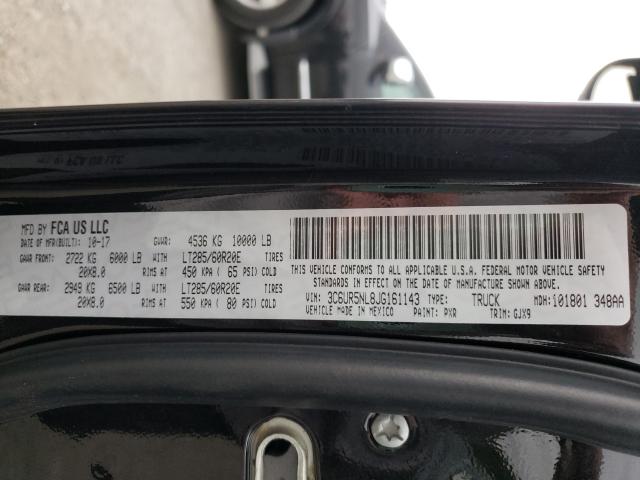 MFD BY FCA US LLC
DATE OF MFR(BUILT): 10-17 GVWR: 4536 KG 10000 LB
GAWR FRONT: 2722 KG 6000 LB WITH LT285/60R20E TIRES
20X8.0 RIMS AT 450 KPA ( 65 PSI) COLD
GAWR REAR: 2949 KG 6500 LB WITH LT285/60R20E TIRES
20X8.0 RIMS AT 550 KPA ( 80 PSI) COLD
THIS VEHICLE CONFORMS TO ALL APPLICABLE U.S.A. FEDERAL MOTOR VEHICLE SAFETY
STANDARDS IN EFFECT ON THE DATE OF MANUFACTURE SHOWN ABOVE.
VIN: 3C6UR5NL8JG161143 TYPE: TRUCK MDH: 101801 348AA
VEHICLE MADE IN MEXICO PAINT: PXR TRIM: GJX9